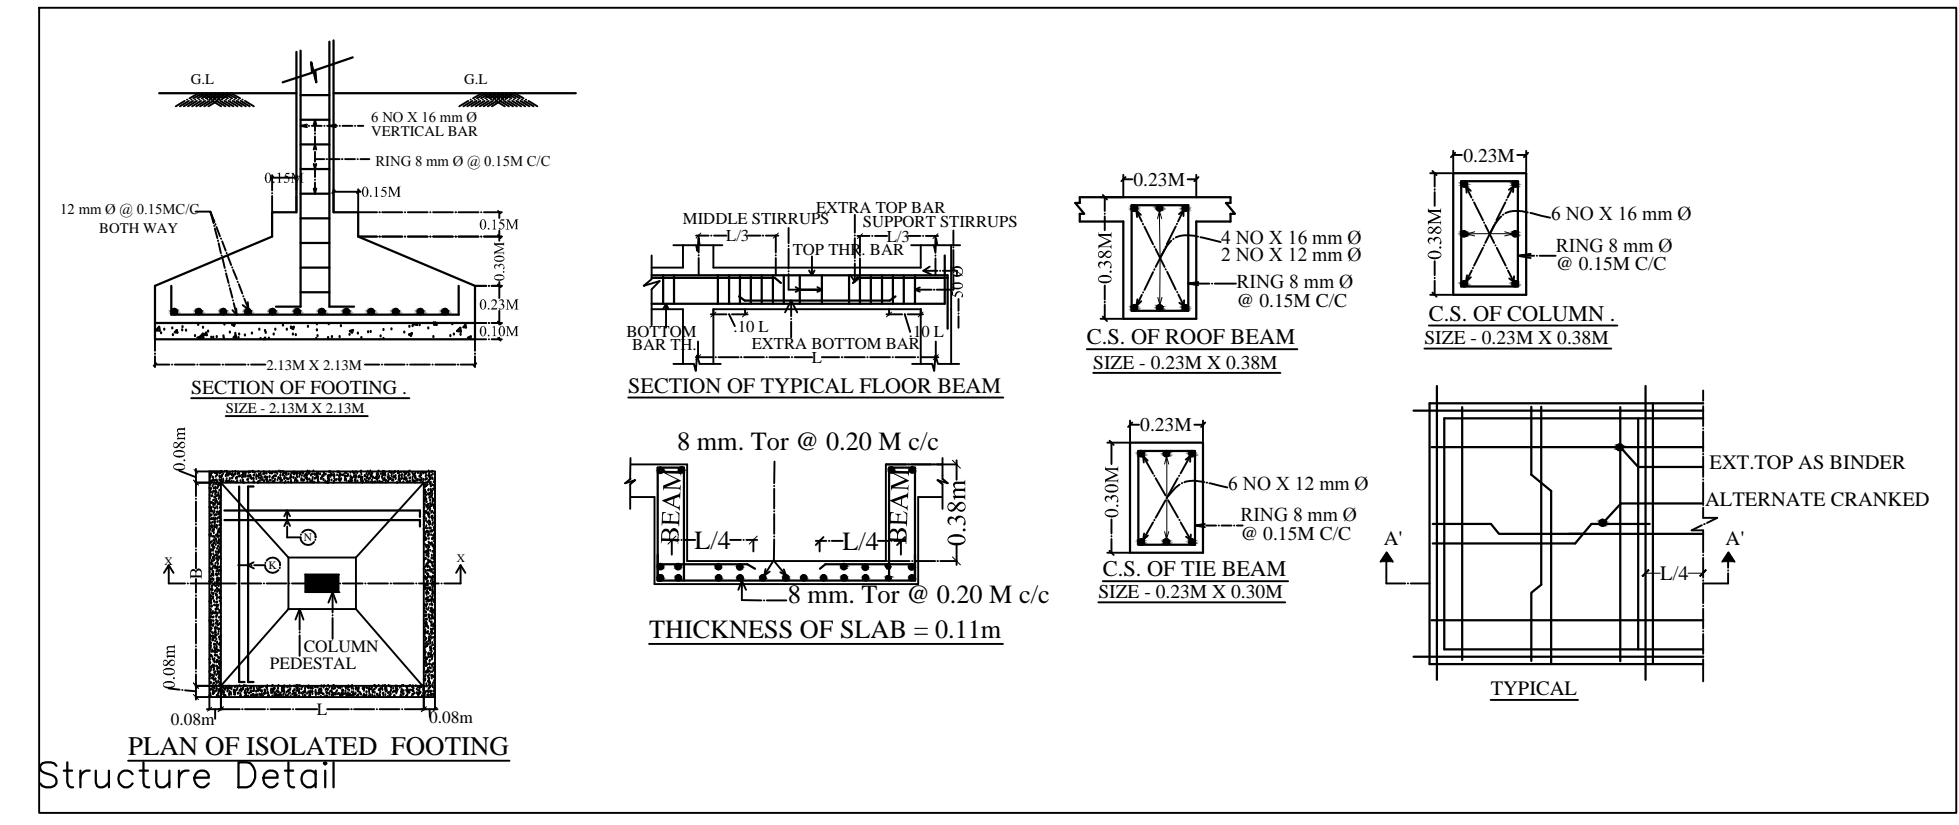 G.L
G.L
6 NO X 16 mm Ø
VERTICAL BAR
RING 8 mm Ø @ 0.15M C/C
0.15M
0.15M
12 mm Ø @ 0.15MC/C
BOTH WAY
0.15M
0.30M
0.23M
0.10M
2.13M X 2.13M
SECTION OF FOOTING .
SIZE - 2.13M X 2.13M
MIDDLE STIRRUPS
EXTRA TOP BAR
SUPPORT STIRRUPS
L/3
L/3
TOP THR. BAR
50 Ø
BOTTOM
BAR TH.
.10 L
.10 L
EXTRA BOTTOM BAR
L
SECTION OF TYPICAL FLOOR BEAM
0.23M
0.38M
4 NO X 16 mm Ø
2 NO X 12 mm Ø
RING 8 mm Ø
@ 0.15M C/C
C.S. OF ROOF BEAM
SIZE - 0.23M X 0.38M
0.23M
0.38M
6 NO X 16 mm Ø
RING 8 mm Ø
@ 0.15M C/C
C.S. OF COLUMN .
SIZE - 0.23M X 0.38M
0.08m
0.08m
B
N
K
X
X
COLUMN
PEDESTAL
L
0.08m
0.08m
PLAN OF ISOLATED FOOTING
8 mm. Tor @ 0.20 M c/c
BEAM
BEAM
0.38m
L/4
L/4
8 mm. Tor @ 0.20 M c/c
THICKNESS OF SLAB = 0.11m
0.23M
0.30M
6 NO X 12 mm Ø
RING 8 mm Ø
@ 0.15M C/C
C.S. OF TIE BEAM
SIZE - 0.23M X 0.30M
EXT.TOP AS BINDER
ALTERNATE CRANKED
A'
A'
L/4
TYPICAL
Structure Detail